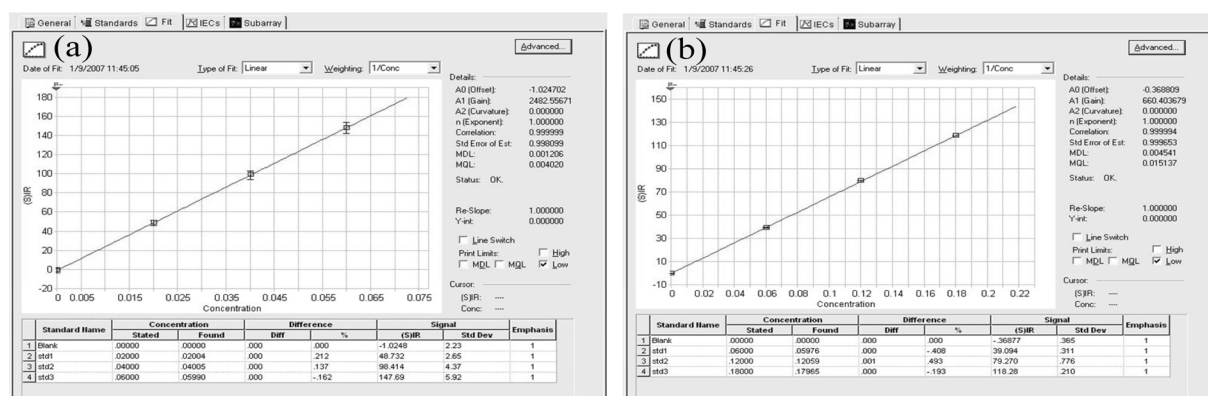 General Standards Fit IECs Subarray
(a)
Advanced...
Date of Fit: 1/9/2007 11:45:05 Type of Fit: Linear Weighting: 1/Conc
Details:
A0 (Offset): -1.024702
A1 (Gain): 2482.55671
A2 (Curvature): 0.000000
n (Exponent): 1.000000
Correlation: 0.999999
Std Error of Est: 0.998099
MDL: 0.001206
MQL: 0.004020
Status: OK.
Re-Slope: 1.000000
Y-int: 0.000000
Line Switch
Print Limits: High
MDL MQL Low
Cursor:
(S)IR: ----
Conc: ----
180
160
140
120
100
80
60
40
20
0
-20
(S)IR
0 0.005 0.015 0.025 0.035 0.045 0.055 0.065 0.075
Concentration
Standard Name Concentration Difference Signal Emphasis
Stated Found Diff % (S)IR Std Dev
1 Blank .00000 .00000 .000 .000 -1.0248 2.23 1
2 std1 .02000 .02004 .000 .212 48.732 2.65 1
3 std2 .04000 .04005 .000 .137 98.414 4.37 1
4 std3 .06000 .05990 .000 -.162 147.69 5.92 1
General Standards Fit IECs Subarray
(b)
Advanced...
Date of Fit: 1/9/2007 11:45:26 Type of Fit: Linear Weighting: 1/Conc
Details:
A0 (Offset): -0.368809
A1 (Gain): 660.403679
A2 (Curvature): 0.000000
n (Exponent): 1.000000
Correlation: 0.999994
Std Error of Est: 0.999653
MDL: 0.004541
MQL: 0.015137
Status: OK.
Re-Slope: 1.000000
Y-int: 0.000000
Line Switch
Print Limits: High
MDL MQL Low
Cursor:
(S)IR: ----
Conc: ----
150
130
110
90
70
50
30
10
-10
(S)IR
0 0.02 0.04 0.06 0.08 0.1 0.12 0.14 0.16 0.18 0.2 0.22
Concentration
Standard Name Concentration Difference Signal Emphasis
Stated Found Diff % (S)IR Std Dev
1 Blank .00000 .00000 .000 .000 -.36877 .365 1
2 std1 .06000 .05976 .000 -.408 39.094 .311 1
3 std2 .12000 .12059 .001 .493 79.270 .776 1
4 std3 .18000 .17965 .000 -.193 118.28 .210 1